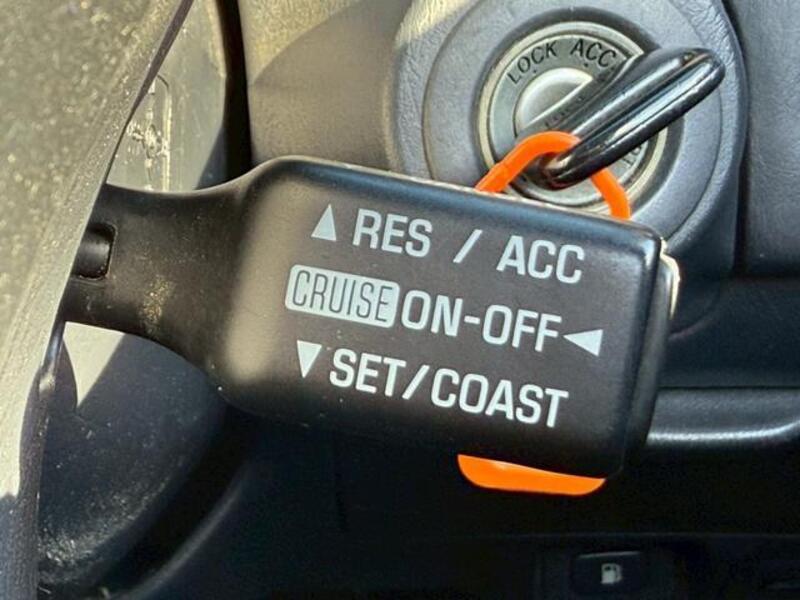 LOCK ACC
▲ RES / ACC
CRUISE ON-OFF ◀
▼ SET/COAST